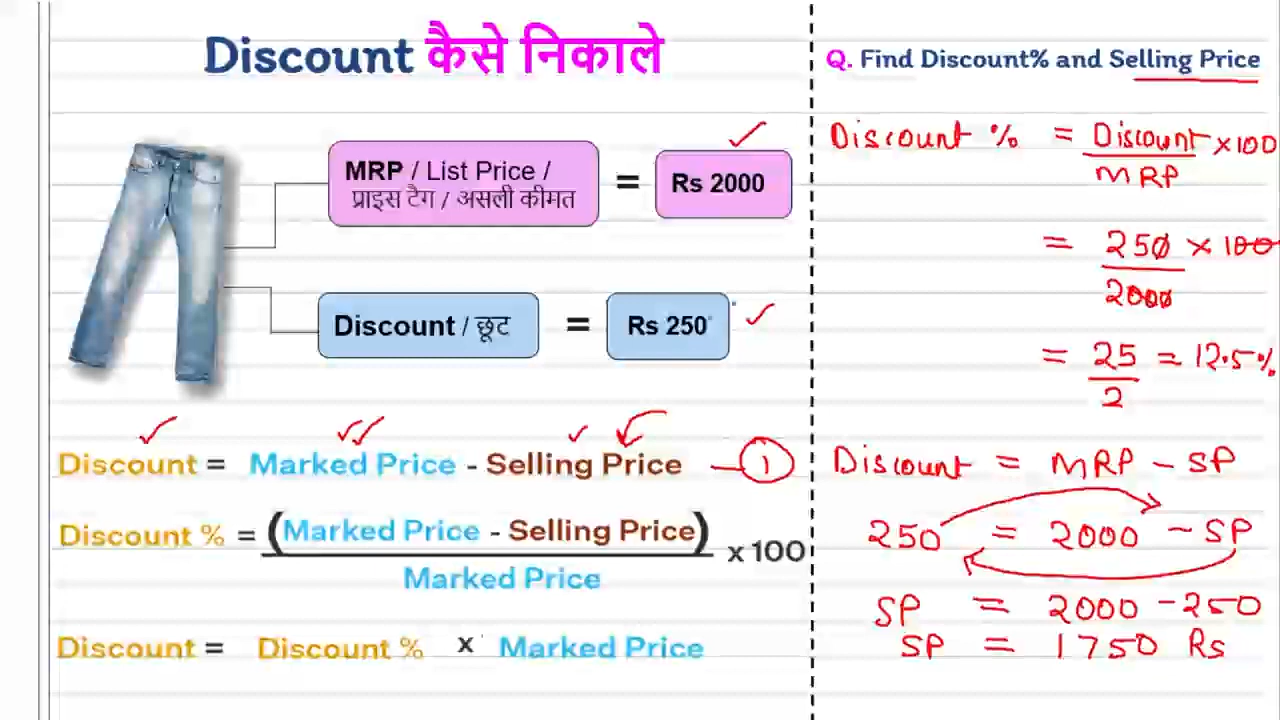 Discount कैसे निकाले
MRP / List Price /
प्राइस टैग / असली कीमत
= Rs 2000
Discount / छूट = Rs 250
Discount = Marked Price - Selling Price — 1
Discount % = (Marked Price - Selling Price) x 100
Marked Price
Discount = Discount % x Marked Price
Q. Find Discount% and Selling Price
Discount % = Discount x 100
MRP
= 250 x 100
2000
= 25 = 12.5%
2
Discount = MRP - SP
250 = 2000 - SP
SP = 2000 - 250
SP = 1750 Rs